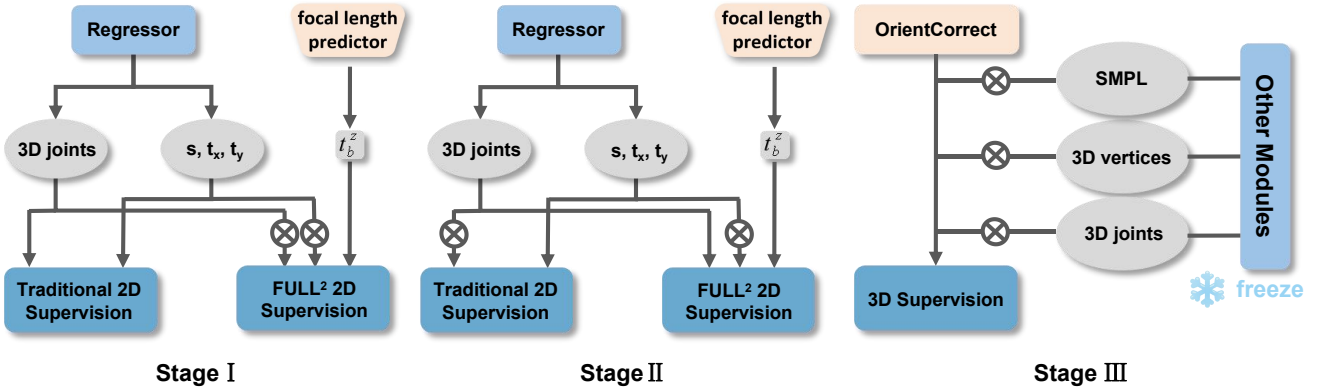 Regressor
focal length
predictor
3D joints
s, tₓ, tᵧ
t_b^z
Traditional 2D
Supervision
FULL² 2D
Supervision
Stage Ⅰ
Regressor
focal length
predictor
3D joints
s, tₓ, tᵧ
t_b^z
Traditional 2D
Supervision
FULL² 2D
Supervision
Stage Ⅱ
OrientCorrect
SMPL
3D vertices
3D joints
Other Modules
3D Supervision
freeze
Stage Ⅲ